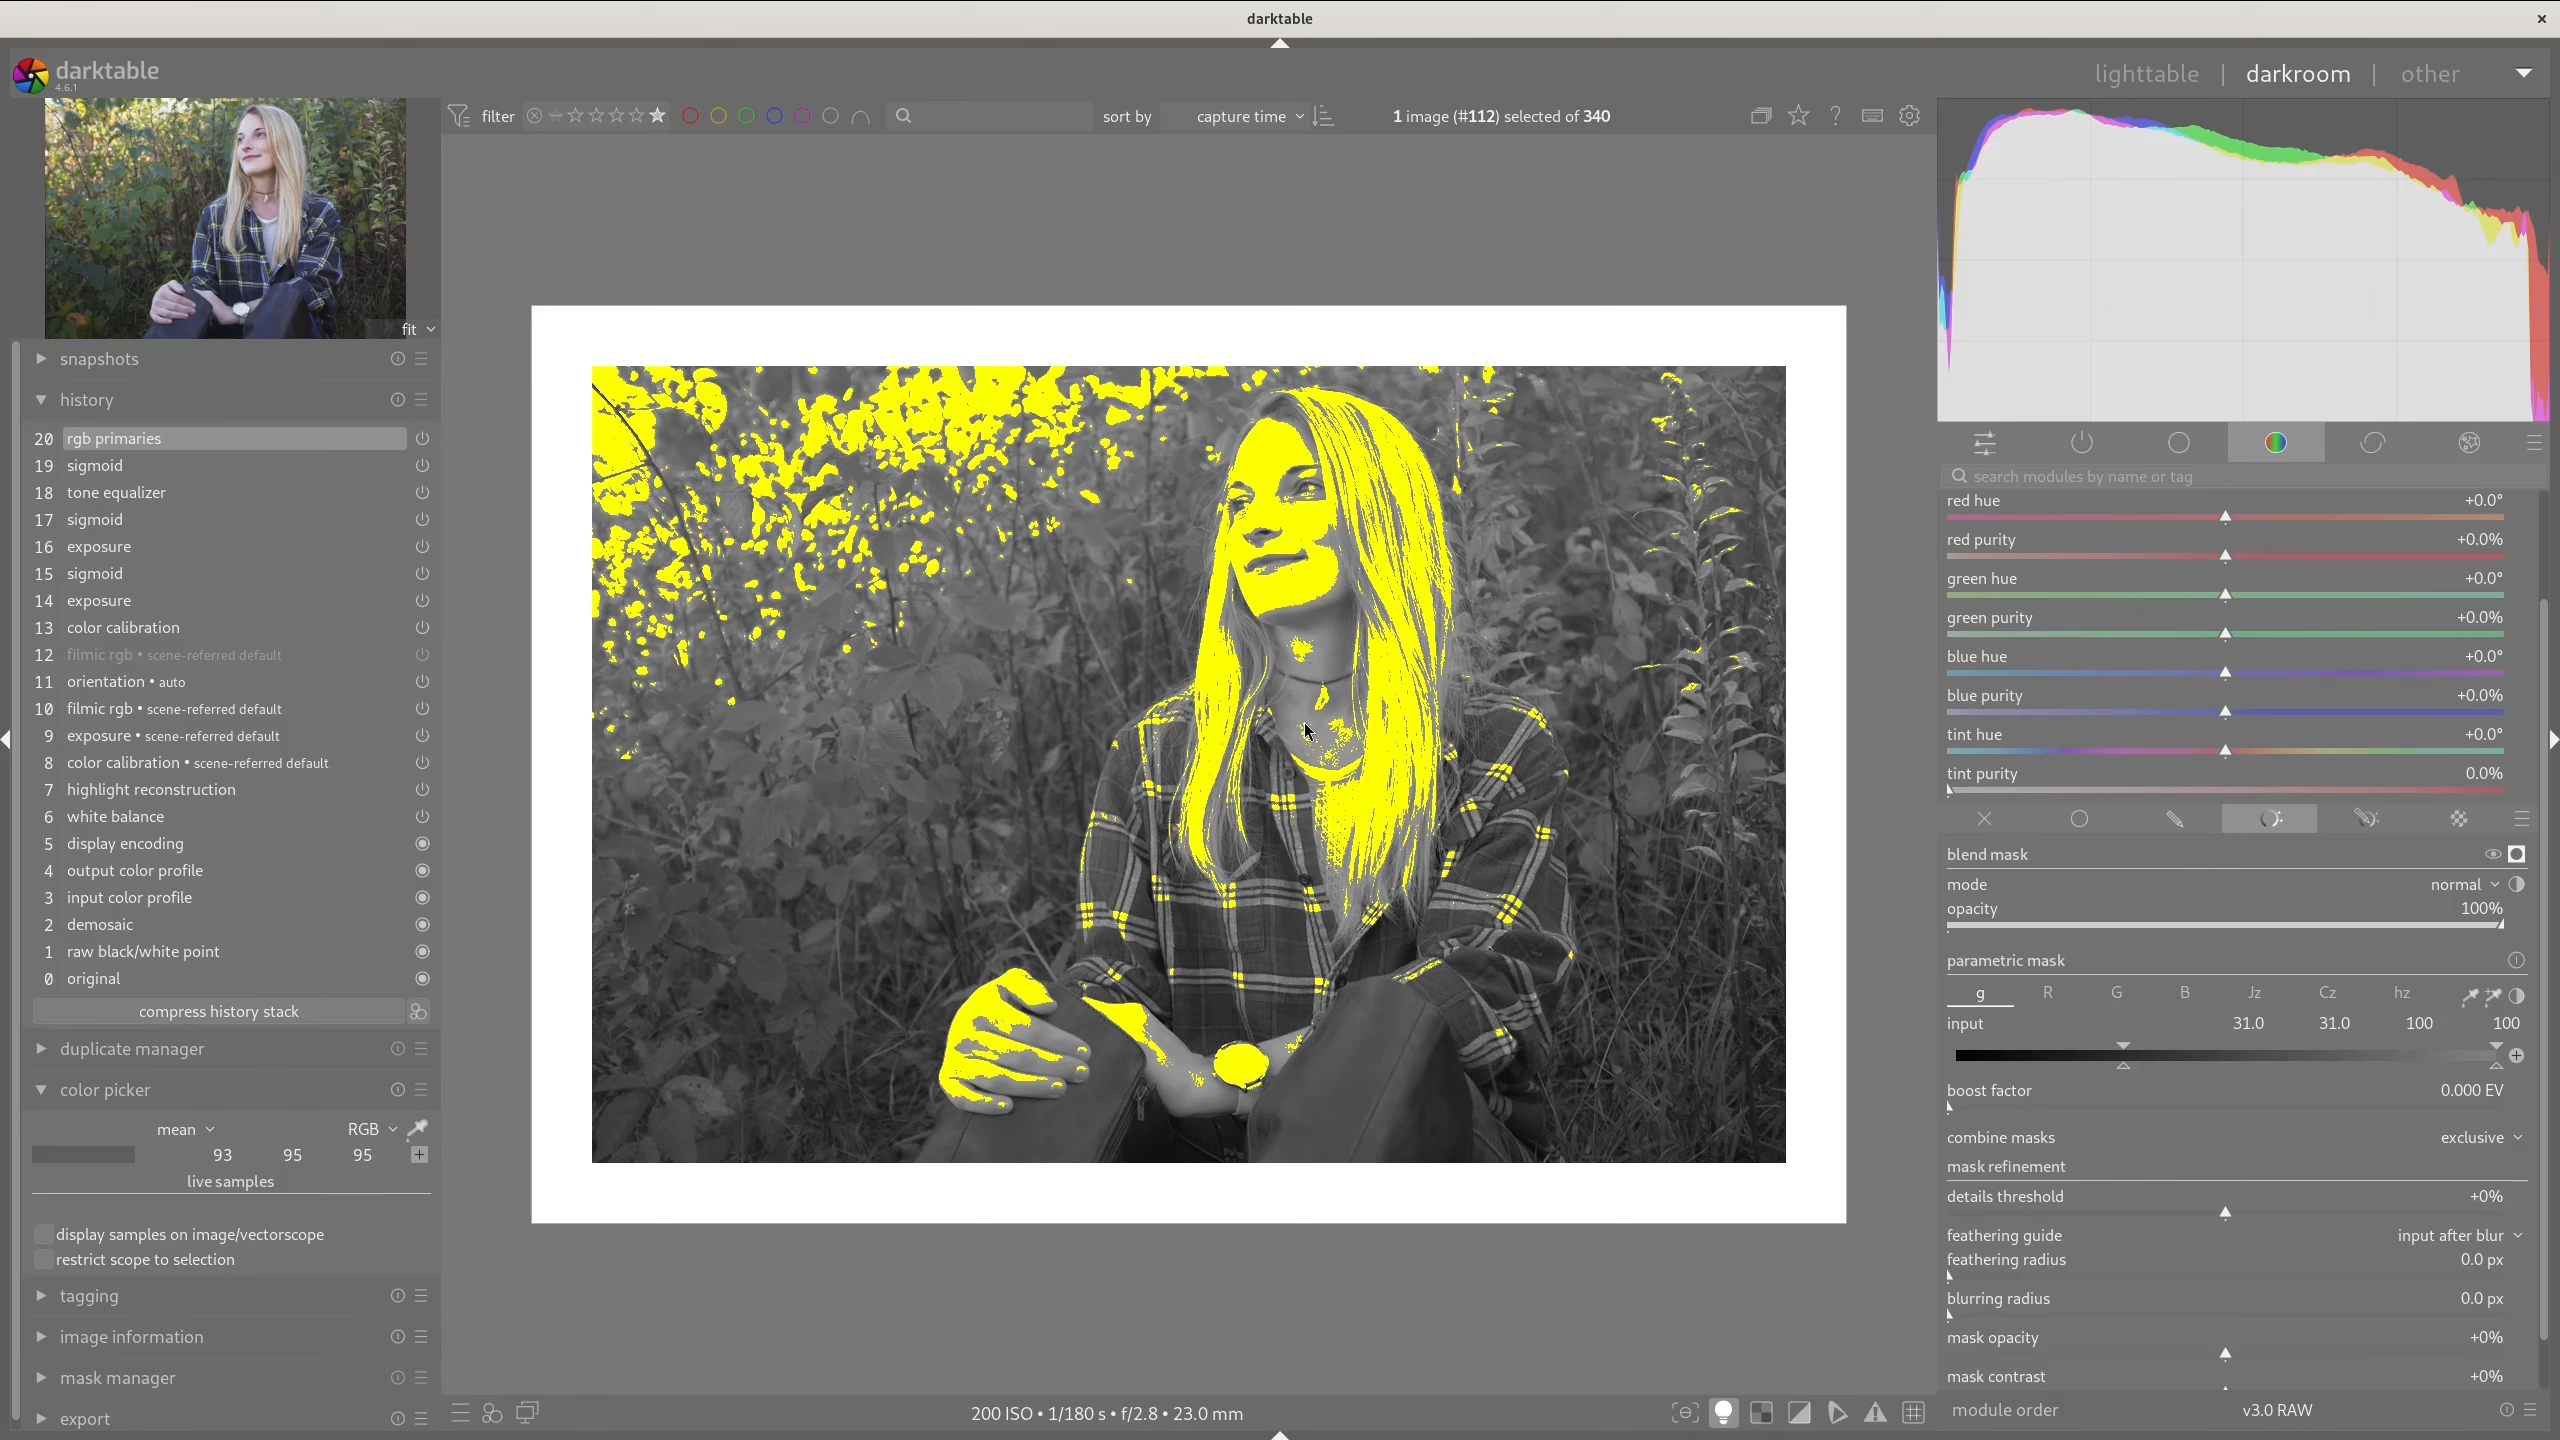 darktable
darktable
4.6.1
lighttable | darkroom | other
filter
sort by capture time
1 image (#112) selected of 340
fit
snapshots
history
20 rgb primaries
19 sigmoid
18 tone equalizer
17 sigmoid
16 exposure
15 sigmoid
14 exposure
13 color calibration
12 filmic rgb • scene-referred default
11 orientation • auto
10 filmic rgb • scene-referred default
9 exposure • scene-referred default
8 color calibration • scene-referred default
7 highlight reconstruction
6 white balance
5 display encoding
4 output color profile
3 input color profile
2 demosaic
1 raw black/white point
0 original
compress history stack
duplicate manager
color picker
mean RGB
93 95 95
live samples
display samples on image/vectorscope
restrict scope to selection
tagging
image information
mask manager
export
200 ISO • 1/180 s • f/2.8 • 23.0 mm
search modules by name or tag
red hue +0.0°
red purity +0.0%
green hue +0.0°
green purity +0.0%
blue hue +0.0°
blue purity +0.0%
tint hue +0.0°
tint purity 0.0%
blend mask
mode normal
opacity 100%
parametric mask
g R G B Jz Cz hz
input 31.0 31.0 100 100
boost factor 0.000 EV
combine masks exclusive
mask refinement
details threshold +0%
feathering guide input after blur
feathering radius 0.0 px
blurring radius 0.0 px
mask opacity +0%
mask contrast +0%
module order v3.0 RAW